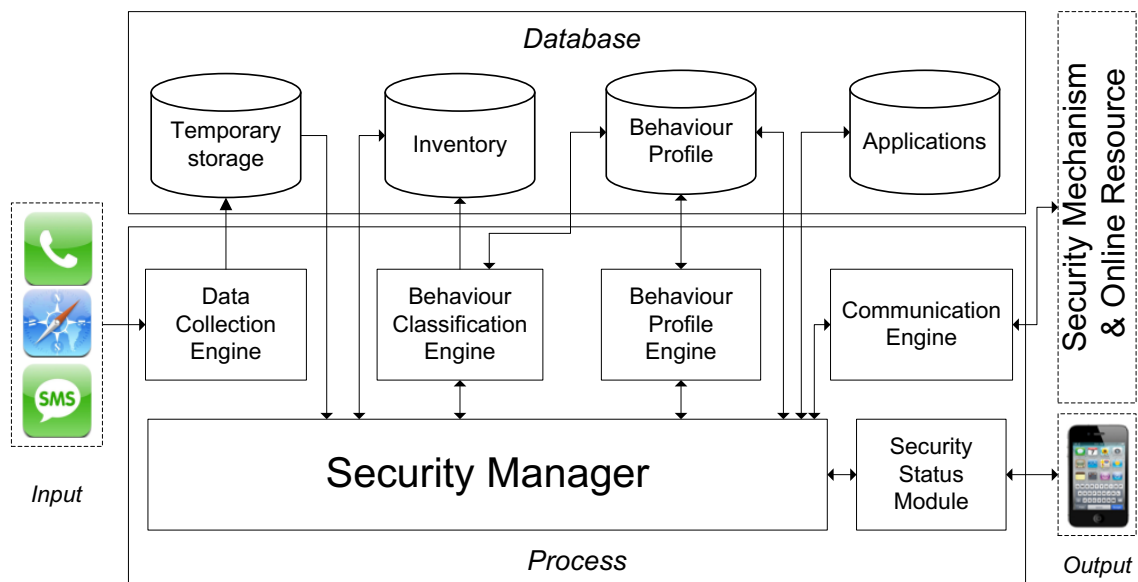 Database
Temporary
storage
Inventory
Behaviour
Profile
Applications
Security Mechanism
& Online Resource
Data
Collection
Engine
Behaviour
Classification
Engine
Behaviour
Profile
Engine
Communication
Engine
SMS
Input
Security Manager
Security
Status
Module
Process
Output